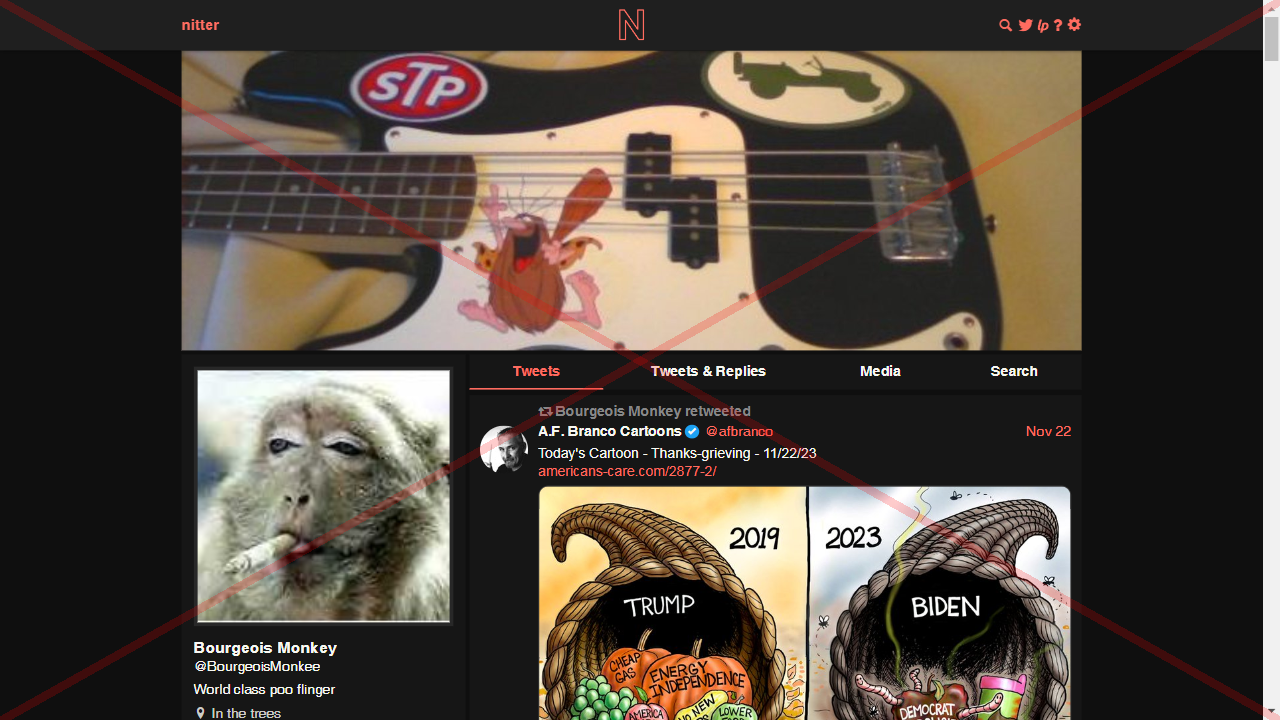 nitter
N
lp ?
STP
Jeep
Tweets
Tweets & Replies
Media
Search
Bourgeois Monkey retweeted
A.F. Branco Cartoons @afbranco
Nov 22
Today's Cartoon - Thanks-grieving - 11/22/23
americans-care.com/2877-2/
2019
2023
TRUMP
BIDEN
CHEAP
GAS
ENERGY
INDEPENDENCE
NO NEW
AMERICA
LOWER
DEMOCRAT
Bourgeois Monkey
@BourgeoisMonkee
World class poo flinger
In the trees